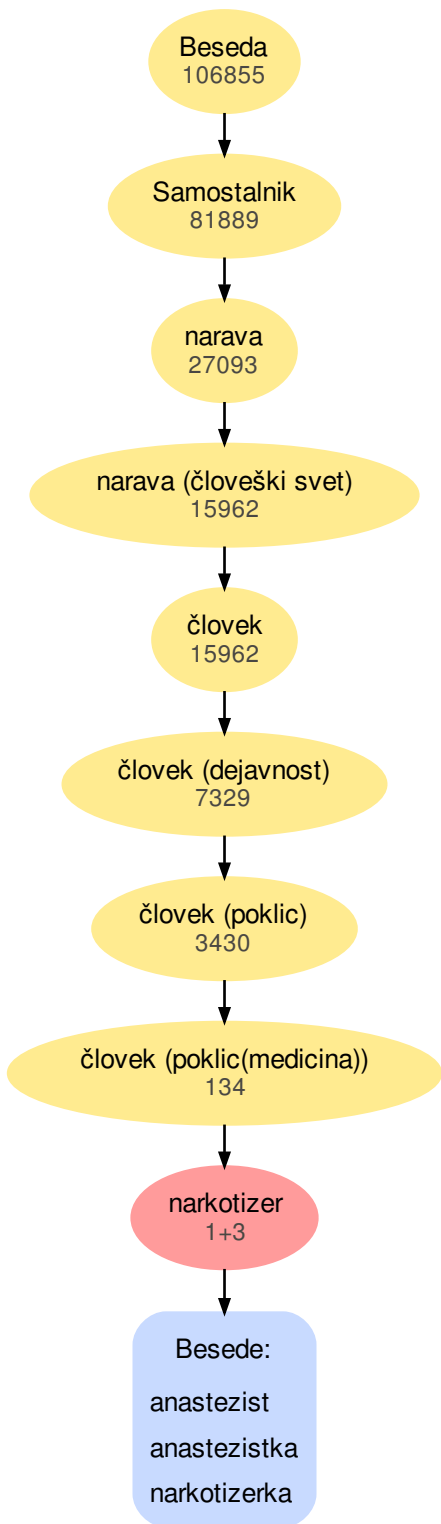 Beseda
106855
Samostalnik
81889
narava
27093
narava (človeški svet)
15962
človek
15962
človek (dejavnost)
7329
človek (poklic)
3430
človek (poklic(medicina))
134
narkotizer
1+3
Besede:
anastezist
anastezistka
narkotizerka